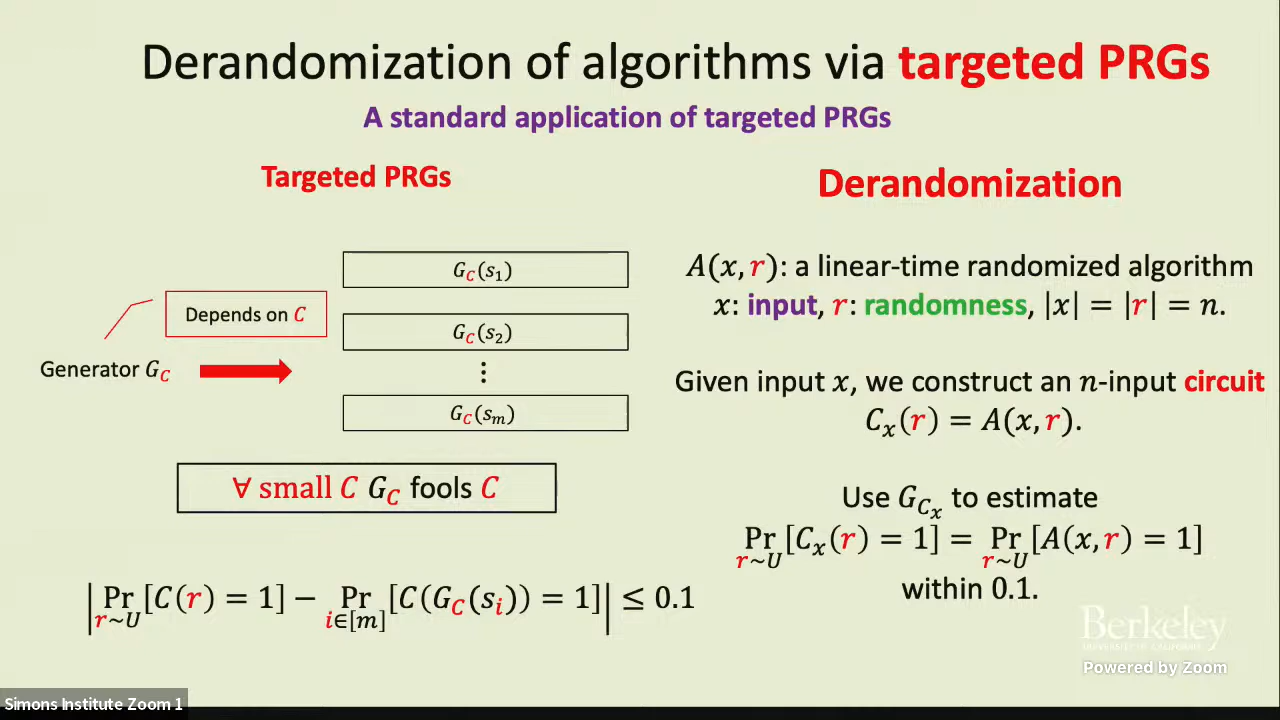 Derandomization of algorithms via targeted PRGs
A standard application of targeted PRGs
Targeted PRGs
G_C(s_1)
Depends on C
G_C(s_2)
Generator G_C
⋮
G_C(s_m)
∀ small C G_C fools C
|Pr_{r∼U}[C(r) = 1] − Pr_{i∈[m]}[C(G_C(s_i)) = 1]| ≤ 0.1
Derandomization
A(x, r): a linear-time randomized algorithm
x: input, r: randomness, |x| = |r| = n.
Given input x, we construct an n-input circuit
C_x(r) = A(x, r).
Use G_{C_x} to estimate
Pr_{r∼U}[C_x(r) = 1] = Pr_{r∼U}[A(x, r) = 1]
within 0.1.
Berkeley
UNIVERSITY OF CALIFORNIA
Powered by Zoom
Simons Institute Zoom 1